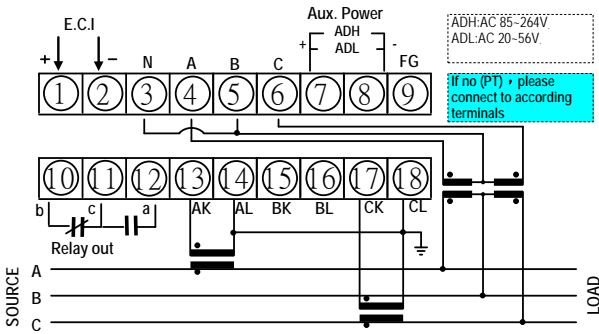 E.C.I
Aux. Power
ADH
ADL
+ -
+ -
N A B C FG
1 2 3 4 5 6 7 8 9
ADH:AC 85~264V
ADL:AC 20~56V
If no (PT) , please
connect to according
terminals
10 11 12 13 14 15 16 17 18
b c a AK AL BK BL CK CL
Relay out
SOURCE
A
B
C
LOAD